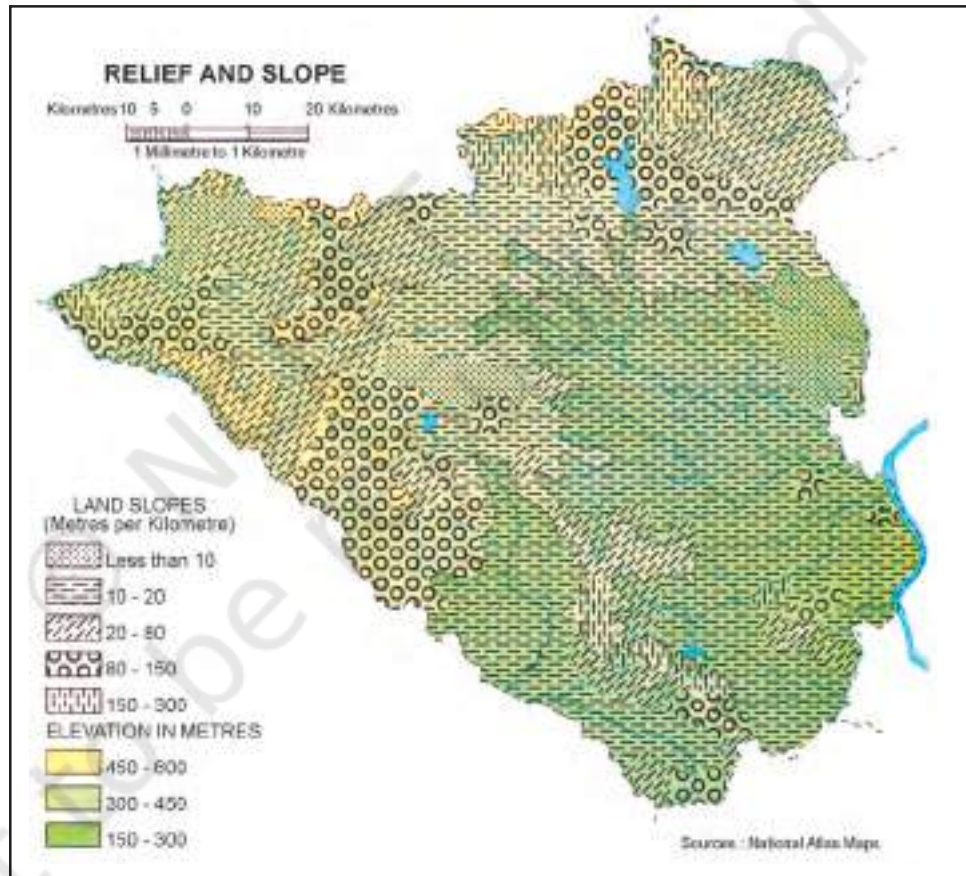 RELIEF AND SLOPE
Kilometres 10 5 0 10 20 Kilometres
1 Millimetre to 1 Kilometre
LAND SLOPES
(Metres per Kilometre)
Less than 10
10 - 20
20 - 80
80 - 150
150 - 300
ELEVATION IN METRES
450 - 600
300 - 450
150 - 300
Sources : National Atlas Maps